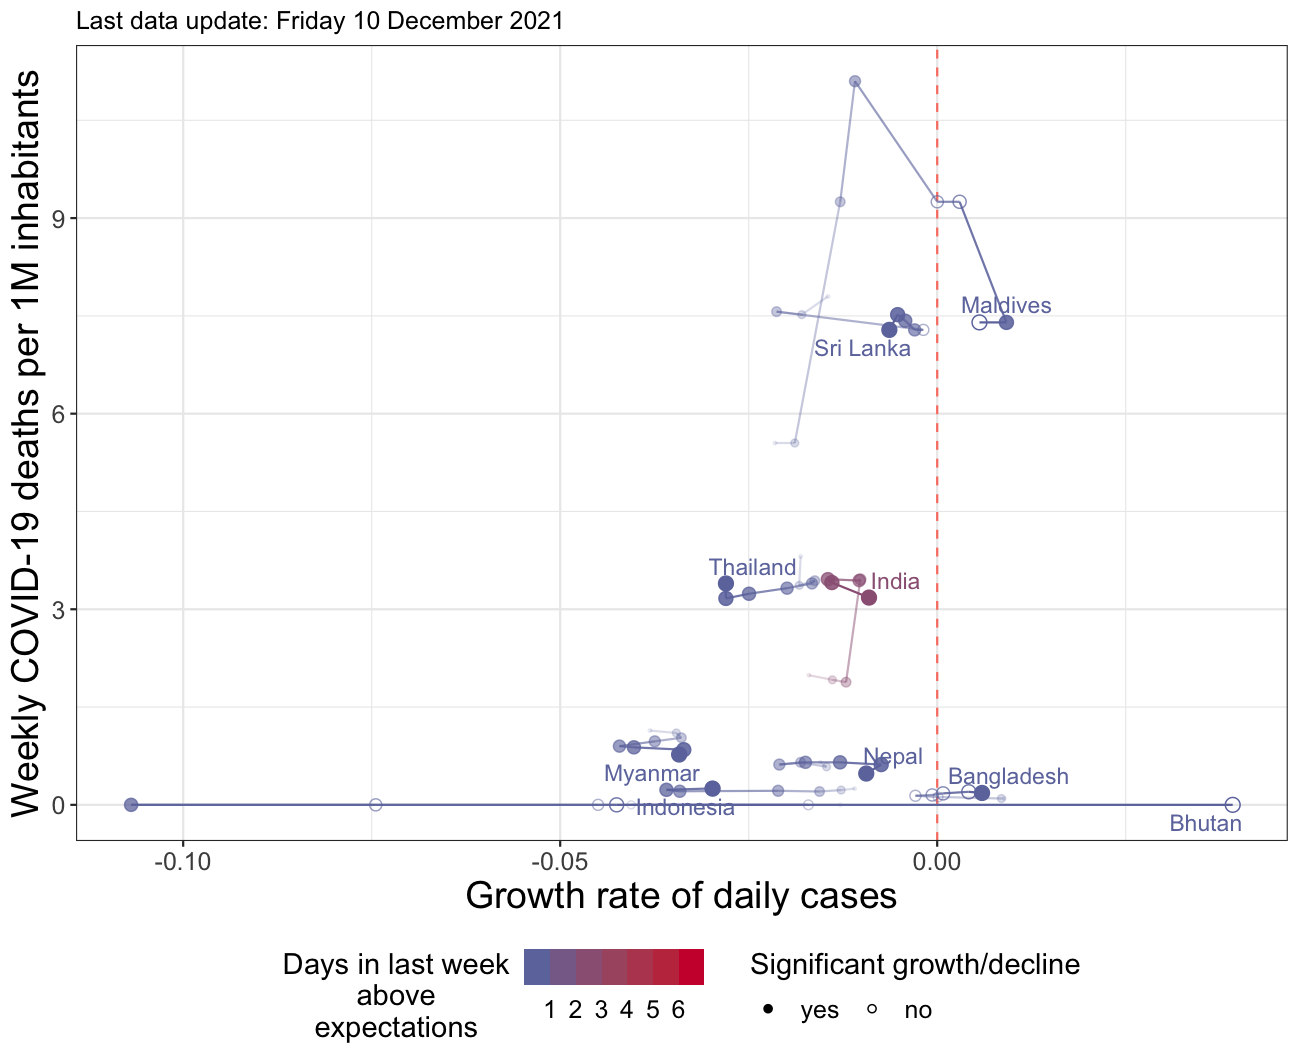 Last data update: Friday 10 December 2021
Weekly COVID-19 deaths per 1M inhabitants
9
6
3
0
Maldives
Sri Lanka
Thailand
India
Nepal
Myanmar
Bangladesh
Indonesia
Bhutan
-0.10 -0.05 0.00
Growth rate of daily cases
Days in last week
above
expectations
1 2 3 4 5 6
Significant growth/decline
yes no